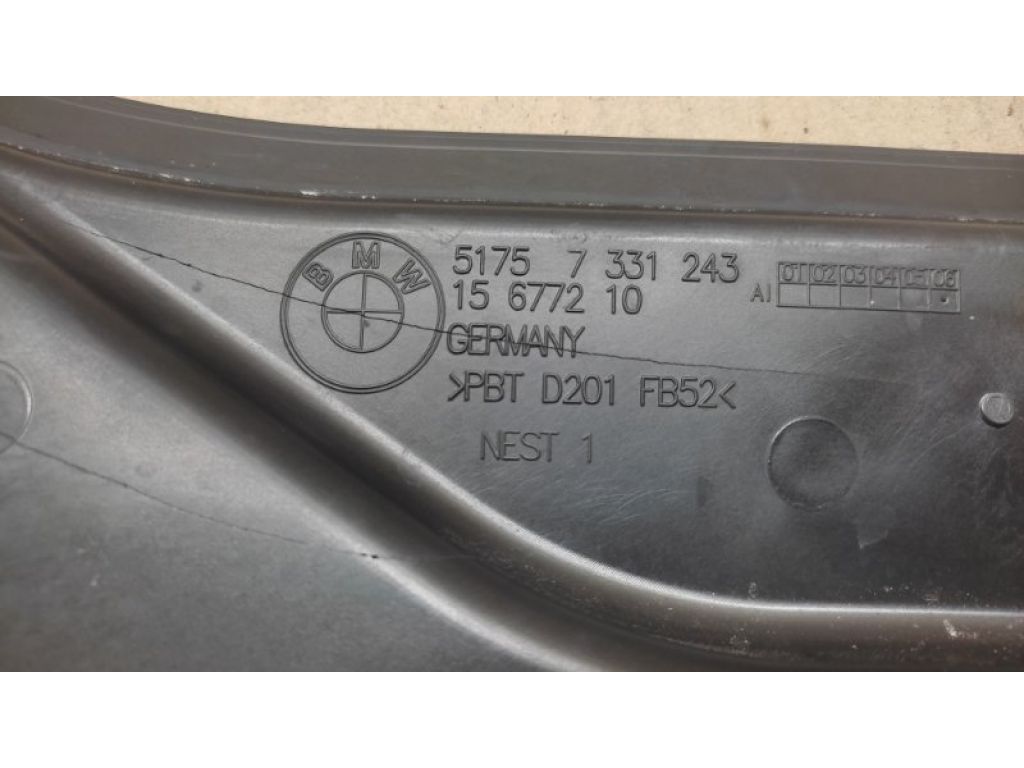 BMW
5175 7 331 243
15 6772 10
GERMANY
>PBT D201 FB52<
NEST 1
AI 01 02 03 04 05 06